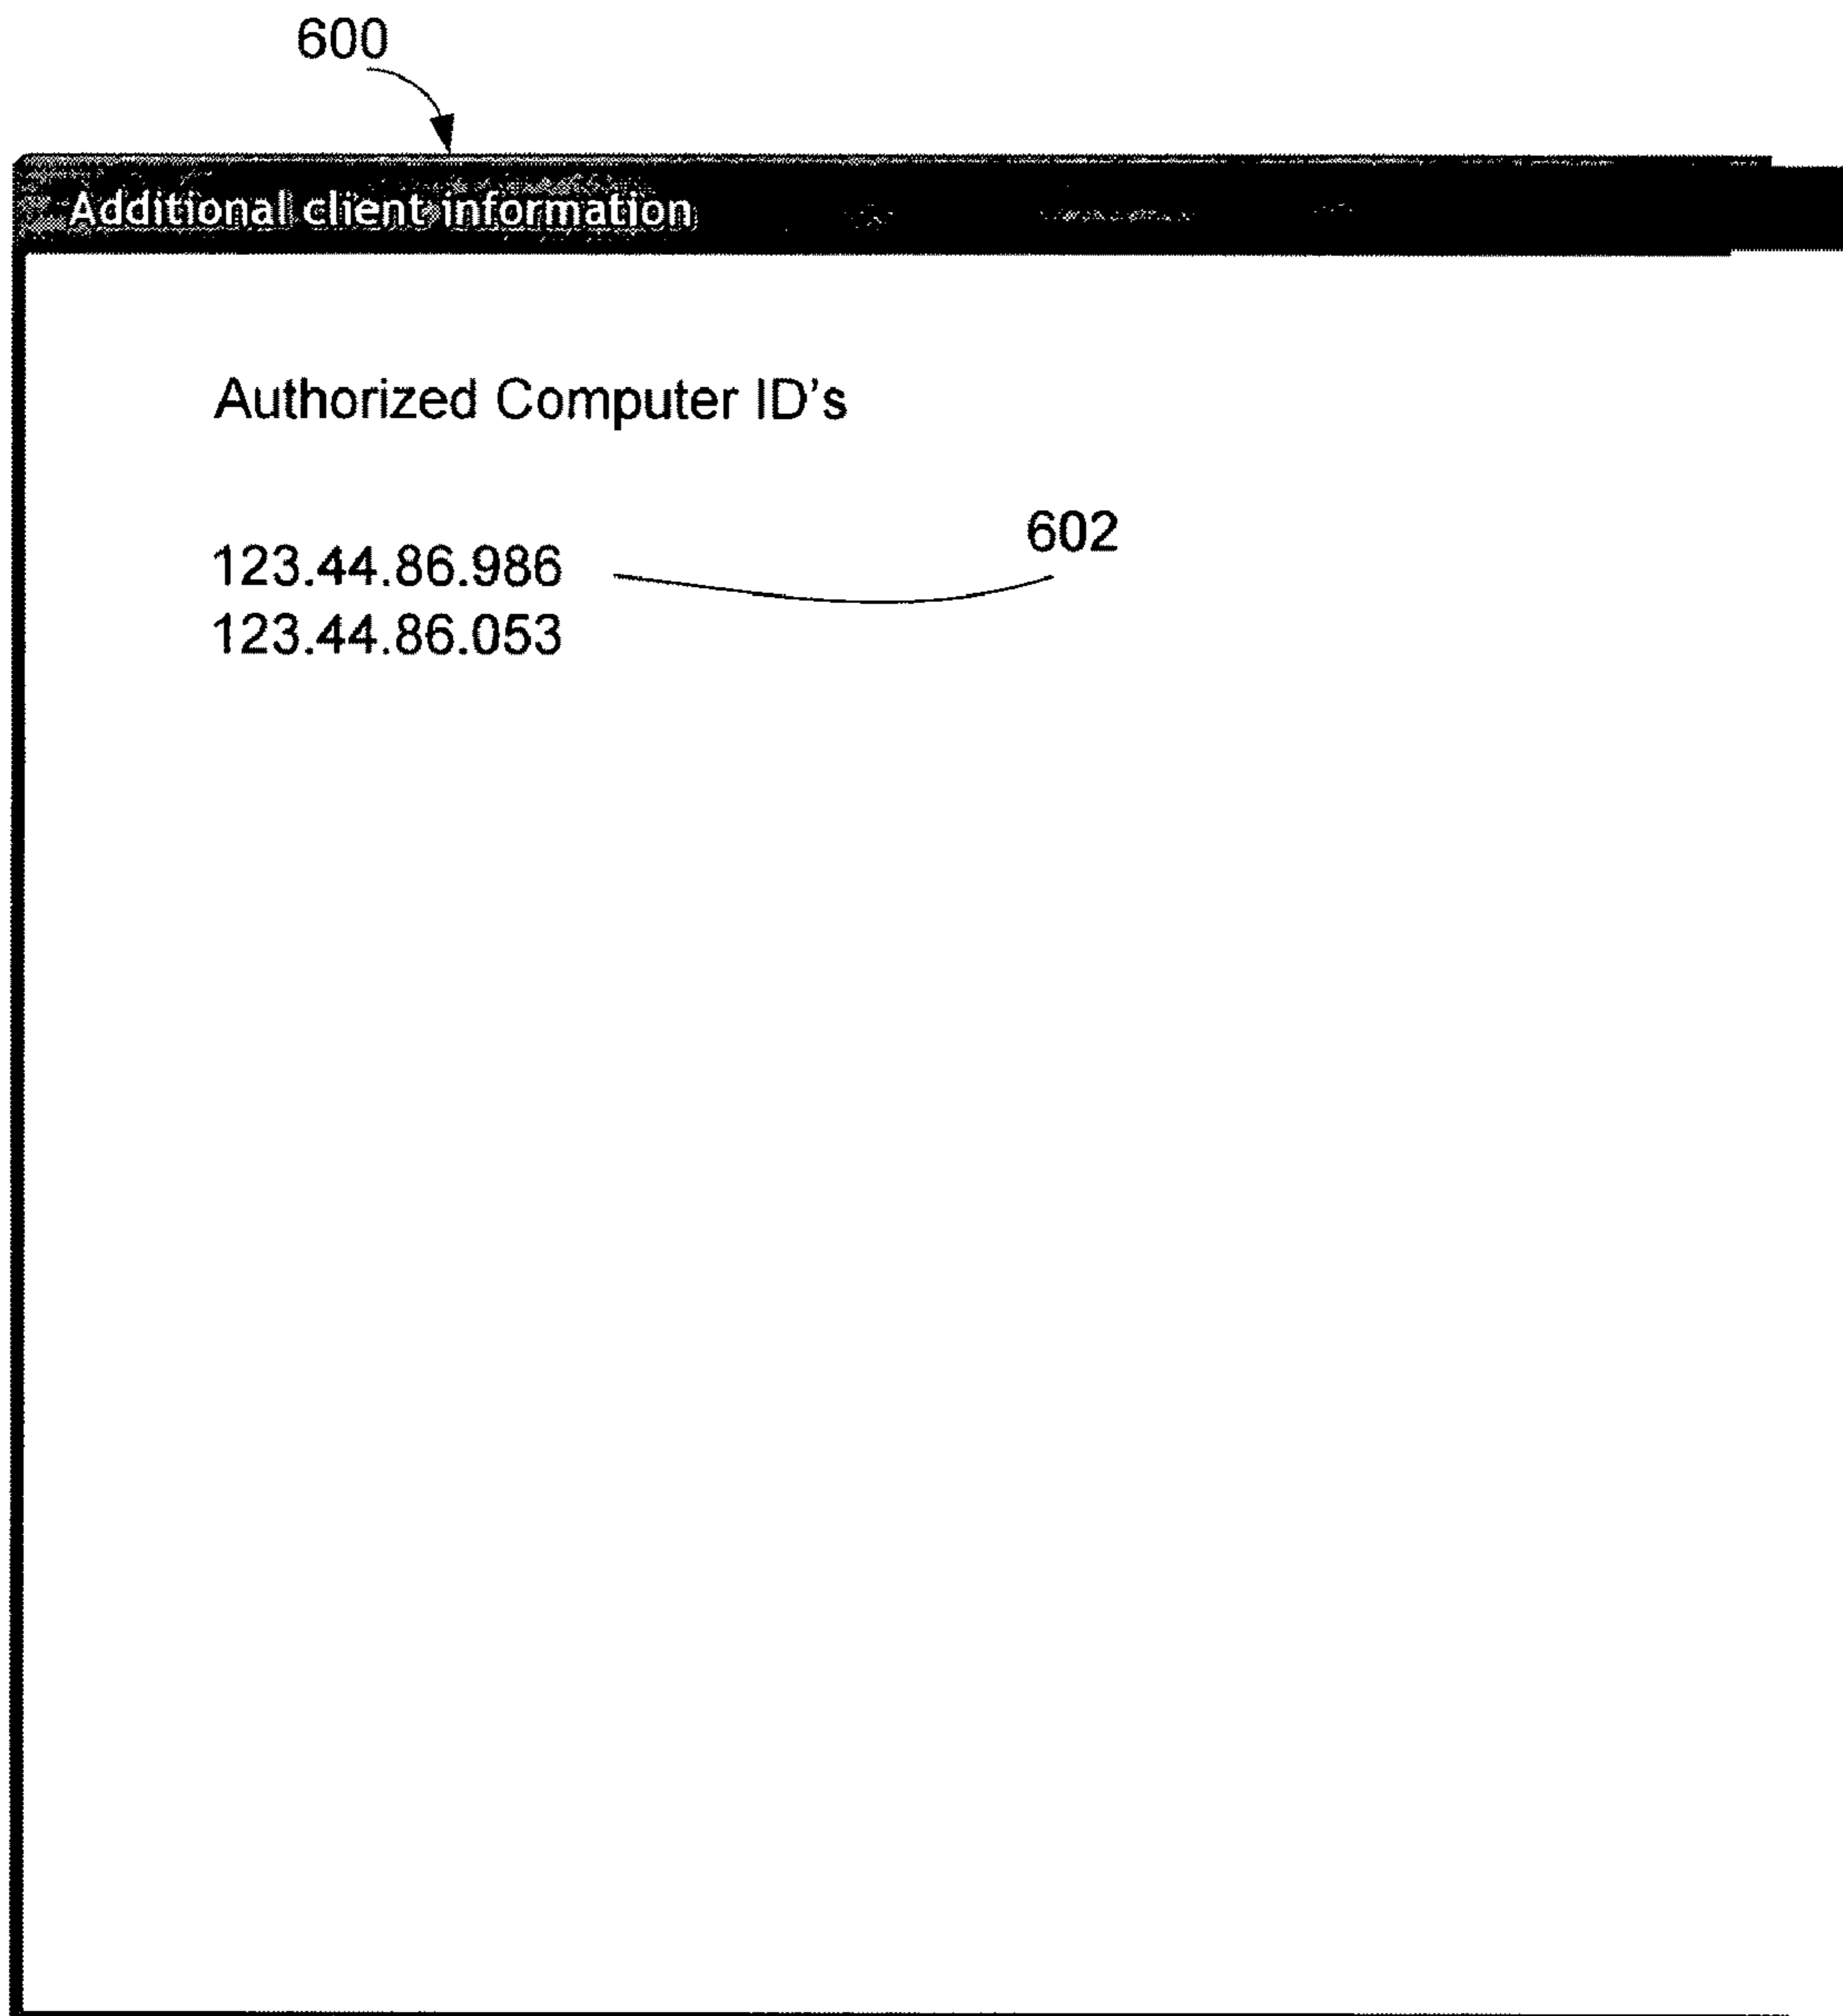 600
Additional client information
Authorized Computer ID's
602
123.44.86.986
123.44.86.053